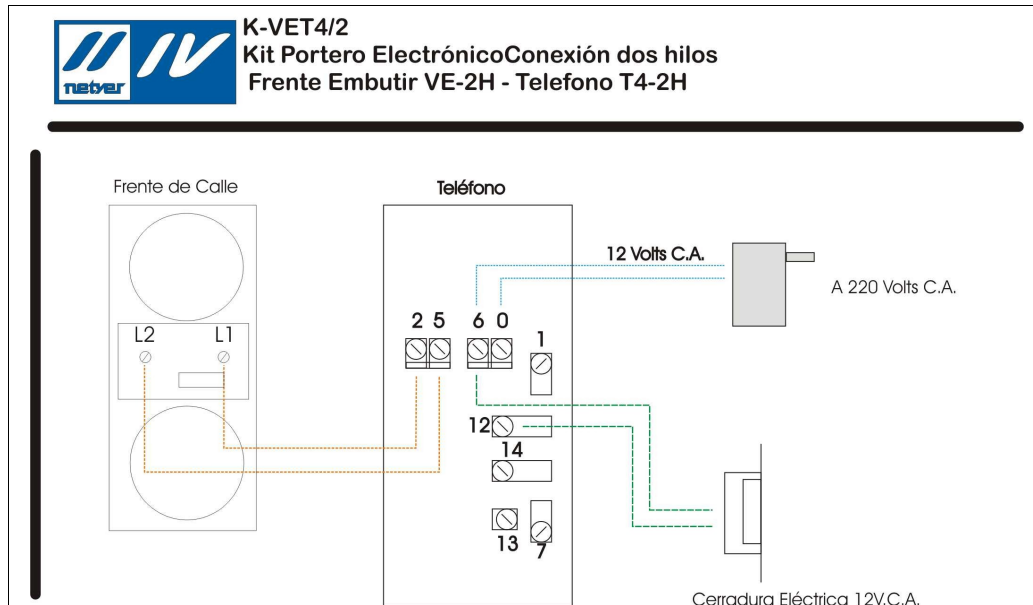 netyer
K-VET4/2
Kit Portero ElectrónicoConexión dos hilos
Frente Embutir VE-2H - Telefono T4-2H
Frente de Calle
Teléfono
12 Volts C.A.
A 220 Volts C.A.
L2 L1
2 5 6 0
1
12
14
13
7
Cerradura Eléctrica 12V.C.A.